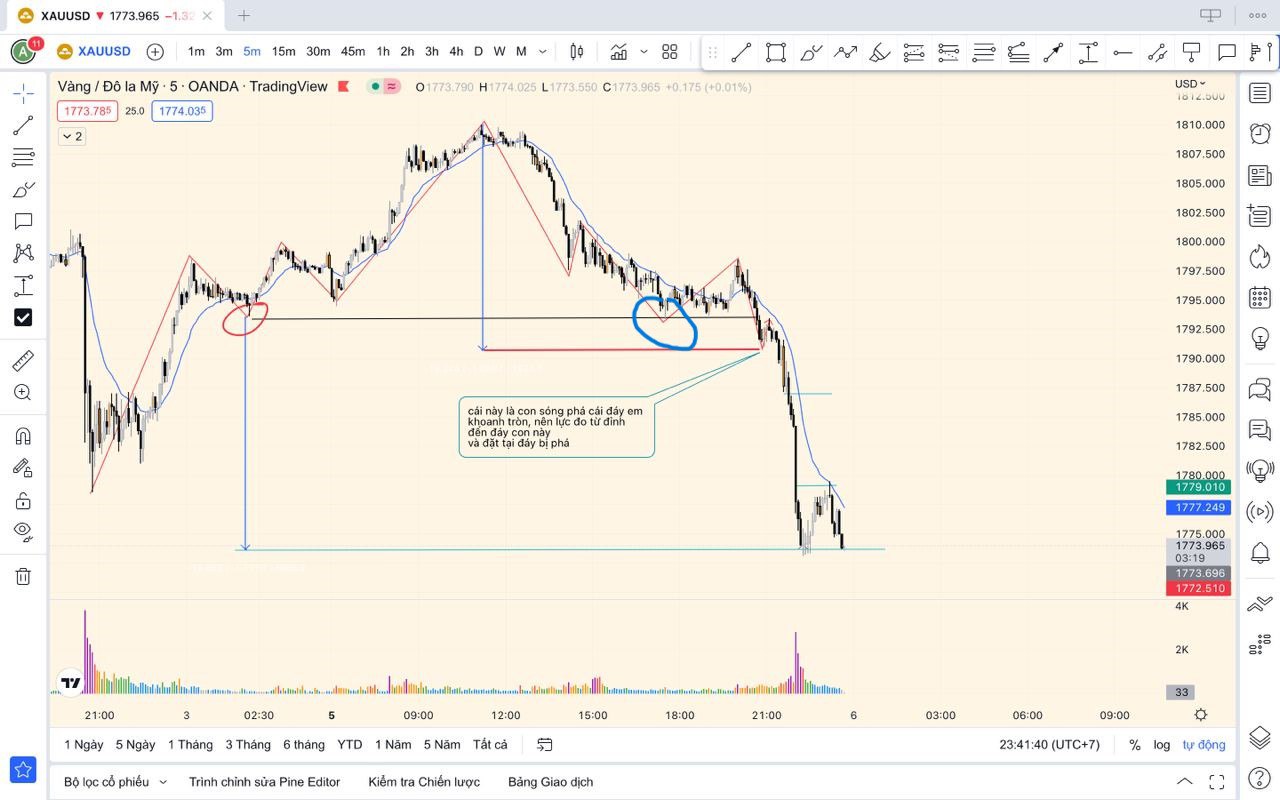 XAUUSD ▼ 1773.965 −1.32
11
XAUUSD
1m 3m 5m 15m 30m 45m 1h 2h 3h 4h D W M
Vàng / Đô la Mỹ · 5 · OANDA · TradingView
O1773.790 H1774.025 L1773.550 C1773.965 +0.175 (+0.01%)
USD
1773.785 25.0 1774.035
2
1812.500
1810.000
1807.500
1805.000
1802.500
1800.000
1797.500
1795.000
1792.500
1790.000
1787.500
1785.000
1782.500
1780.000
1779.010
1777.249
1775.000
1773.965
03:19
1773.696
1772.510
cái này là con sóng phá cái đáy em
khoanh tròn, nên lực đo từ đỉnh
đến đáy con này
và đặt tại đáy bị phá
4K
2K
33
21:00 3 02:30 5 09:00 12:00 15:00 18:00 21:00 6 03:00 06:00 09:00
1 Ngày 5 Ngày 1 Tháng 3 Tháng 6 tháng YTD 1 Năm 5 Năm Tất cả
23:41:40 (UTC+7) % log tự động
Bộ lọc cổ phiếu Trình chỉnh sửa Pine Editor Kiểm tra Chiến lược Bảng Giao dịch